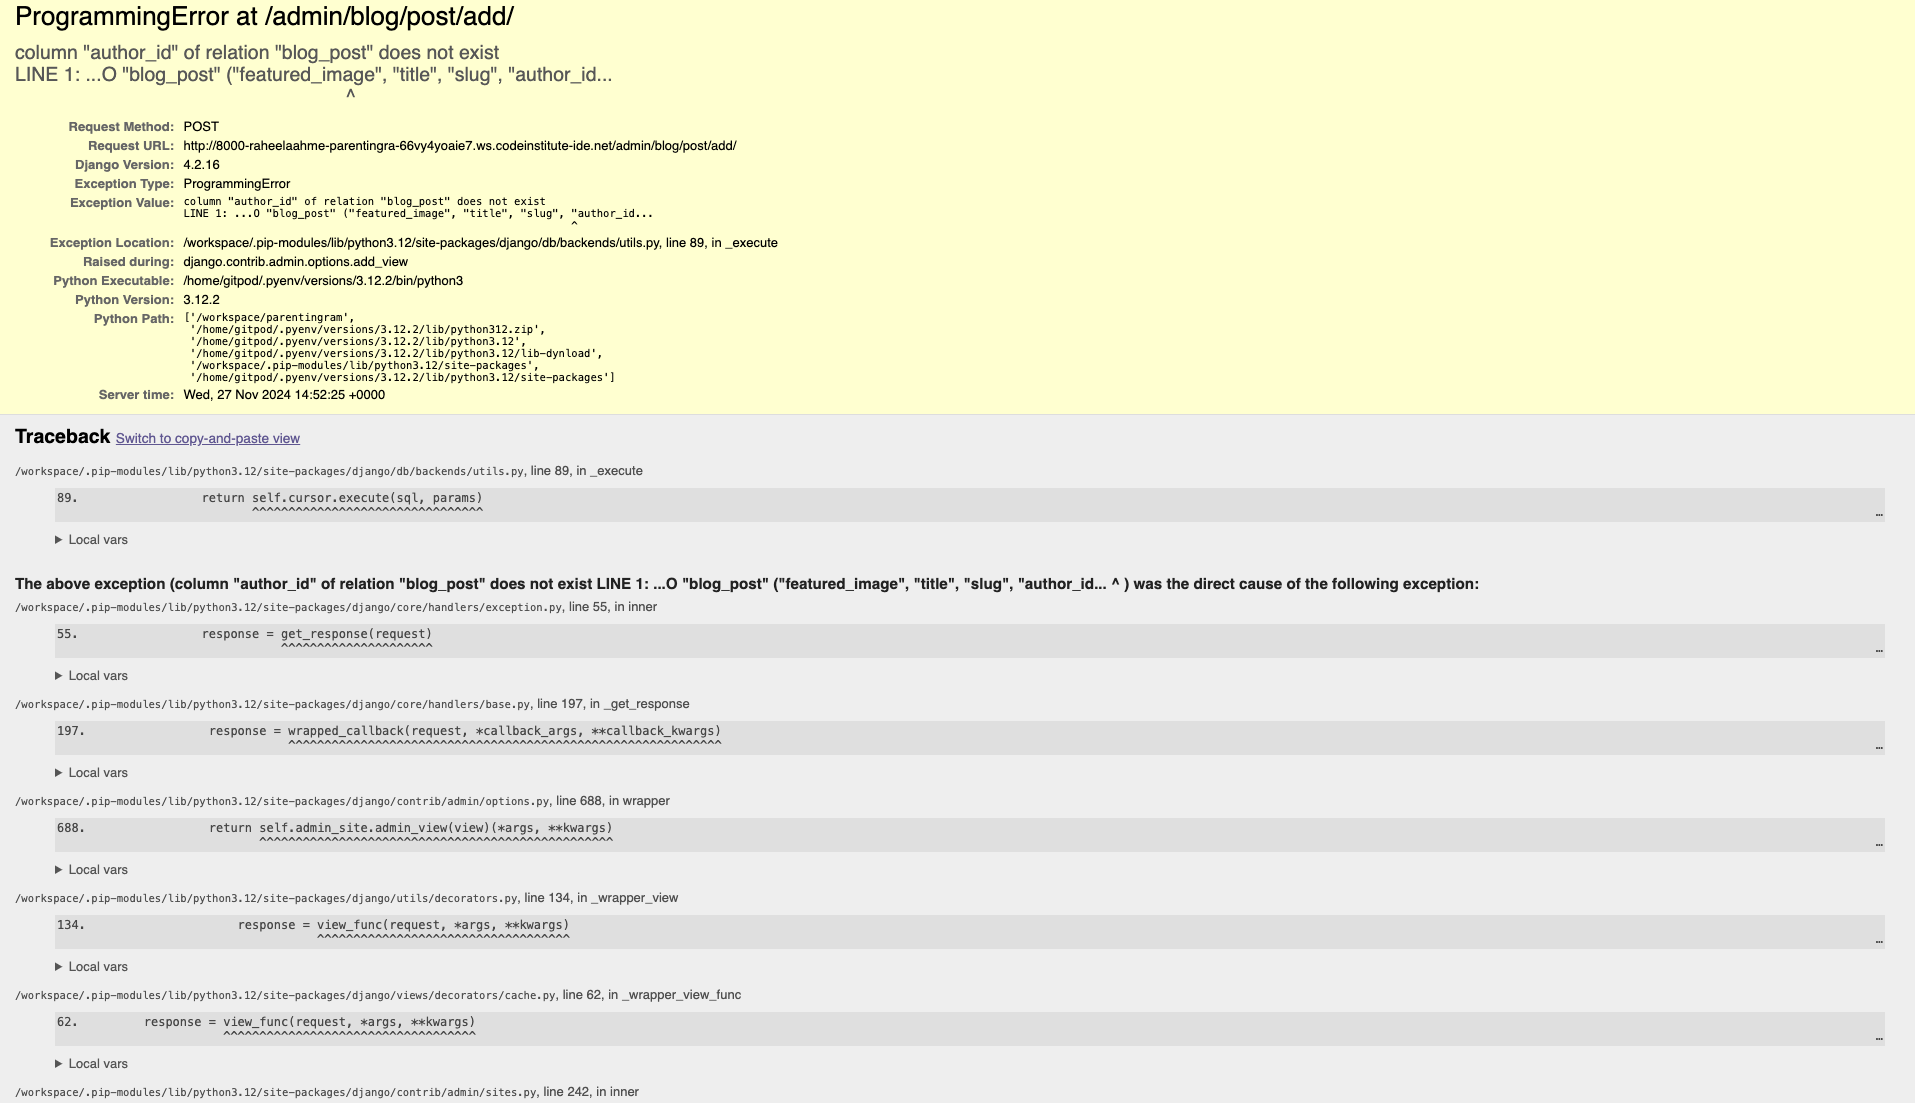 ProgrammingError at /admin/blog/post/add/
column "author_id" of relation "blog_post" does not exist
LINE 1: ...O "blog_post" ("featured_image", "title", "slug", "author_id...
^
Request Method: POST
Request URL: http://8000-raheelaahme-parentingra-66vy4yoaie7.ws.codeinstitute-ide.net/admin/blog/post/add/
Django Version: 4.2.16
Exception Type: ProgrammingError
Exception Value: column "author_id" of relation "blog_post" does not exist
LINE 1: ...O "blog_post" ("featured_image", "title", "slug", "author_id...
^
Exception Location: /workspace/.pip-modules/lib/python3.12/site-packages/django/db/backends/utils.py, line 89, in _execute
Raised during: django.contrib.admin.options.add_view
Python Executable: /home/gitpod/.pyenv/versions/3.12.2/bin/python3
Python Version: 3.12.2
Python Path: ['/workspace/parentingram',
'/home/gitpod/.pyenv/versions/3.12.2/lib/python312.zip',
'/home/gitpod/.pyenv/versions/3.12.2/lib/python3.12',
'/home/gitpod/.pyenv/versions/3.12.2/lib/python3.12/lib-dynload',
'/workspace/.pip-modules/lib/python3.12/site-packages',
'/home/gitpod/.pyenv/versions/3.12.2/lib/python3.12/site-packages']
Server time: Wed, 27 Nov 2024 14:52:25 +0000
Traceback Switch to copy-and-paste view
/workspace/.pip-modules/lib/python3.12/site-packages/django/db/backends/utils.py, line 89, in _execute
89. return self.cursor.execute(sql, params)
^^^^^^^^^^^^^^^^^^^^^^^^^^^^^^^^ …
▶ Local vars
The above exception (column "author_id" of relation "blog_post" does not exist LINE 1: ...O "blog_post" ("featured_image", "title", "slug", "author_id... ^ ) was the direct cause of the following exception:
/workspace/.pip-modules/lib/python3.12/site-packages/django/core/handlers/exception.py, line 55, in inner
55. response = get_response(request)
^^^^^^^^^^^^^^^^^^^^^ …
▶ Local vars
/workspace/.pip-modules/lib/python3.12/site-packages/django/core/handlers/base.py, line 197, in _get_response
197. response = wrapped_callback(request, *callback_args, **callback_kwargs)
^^^^^^^^^^^^^^^^^^^^^^^^^^^^^^^^^^^^^^^^^^^^^^^^^^^^^^^^^^^^ …
▶ Local vars
/workspace/.pip-modules/lib/python3.12/site-packages/django/contrib/admin/options.py, line 688, in wrapper
688. return self.admin_site.admin_view(view)(*args, **kwargs)
^^^^^^^^^^^^^^^^^^^^^^^^^^^^^^^^^^^^^^^^^^^^^^^^^ …
▶ Local vars
/workspace/.pip-modules/lib/python3.12/site-packages/django/utils/decorators.py, line 134, in _wrapper_view
134. response = view_func(request, *args, **kwargs)
^^^^^^^^^^^^^^^^^^^^^^^^^^^^^^^^^^^ …
▶ Local vars
/workspace/.pip-modules/lib/python3.12/site-packages/django/views/decorators/cache.py, line 62, in _wrapper_view_func
62. response = view_func(request, *args, **kwargs)
^^^^^^^^^^^^^^^^^^^^^^^^^^^^^^^^^^^ …
▶ Local vars
/workspace/.pip-modules/lib/python3.12/site-packages/django/contrib/admin/sites.py, line 242, in inner